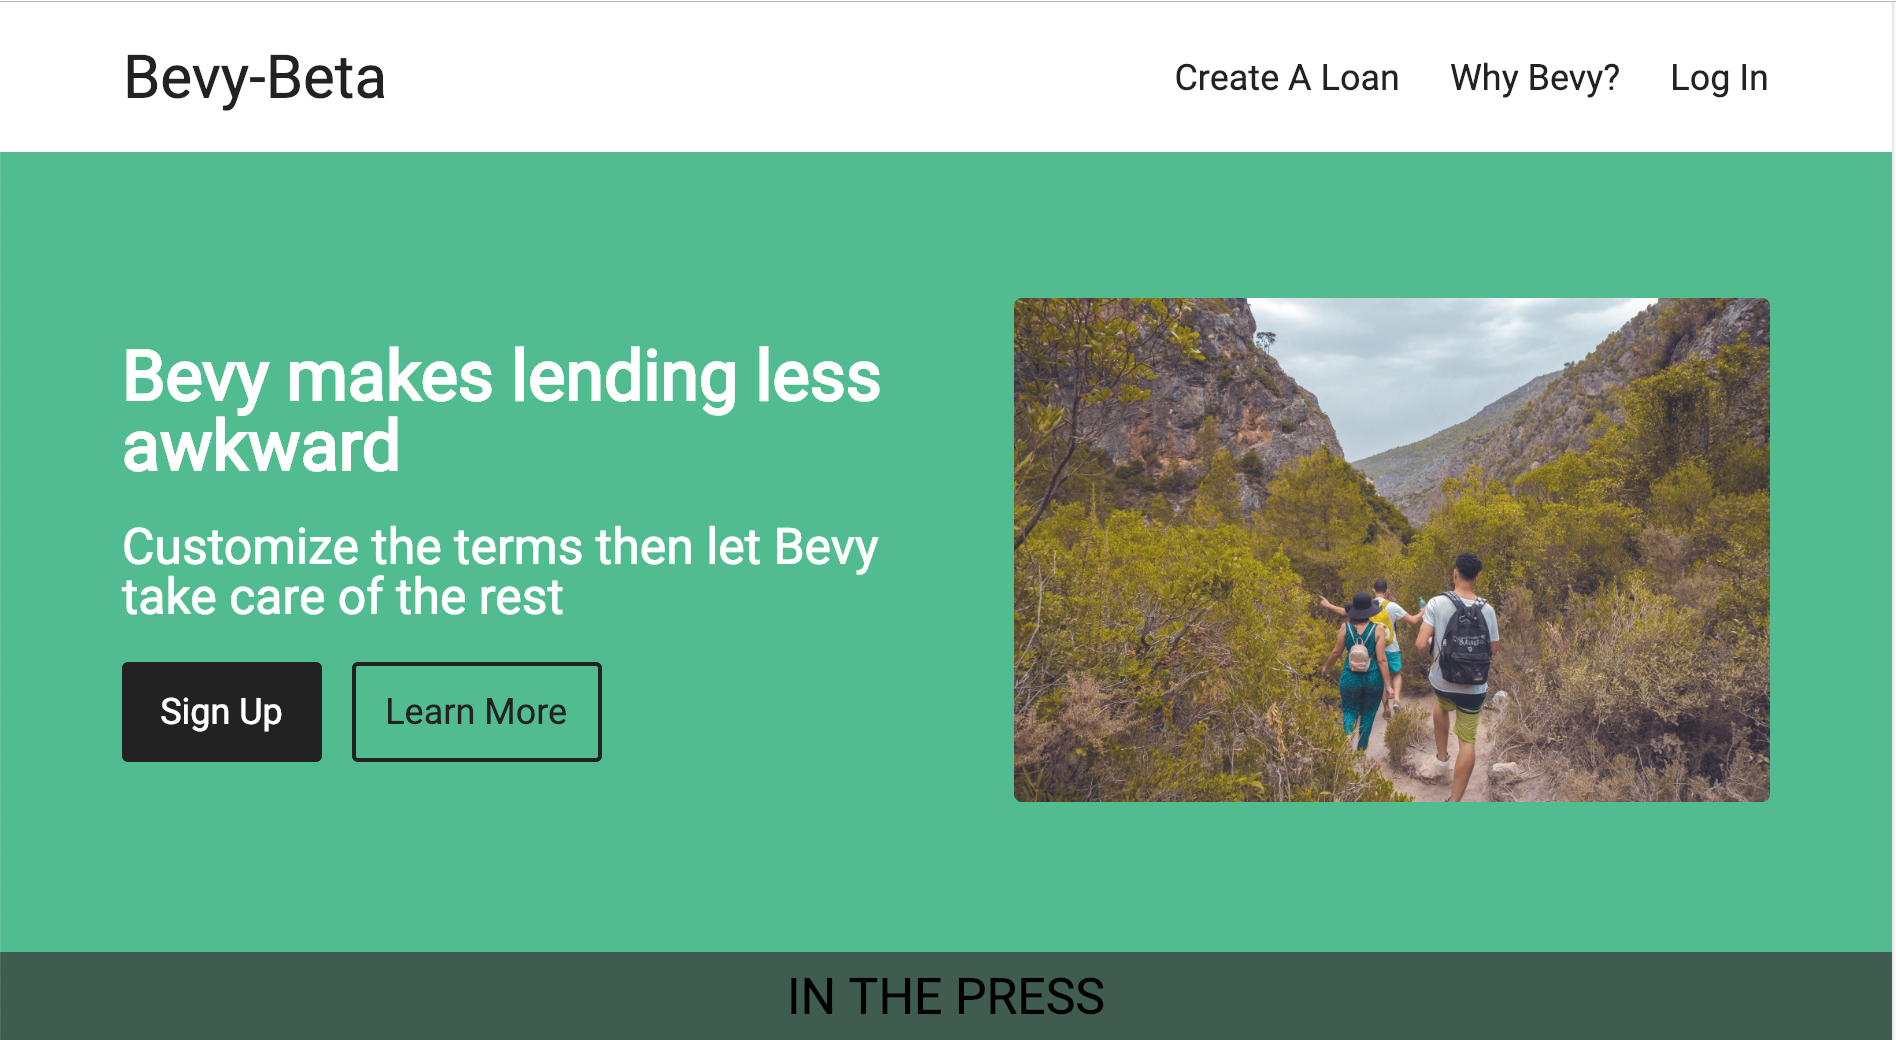 Bevy-Beta
Create A Loan
Why Bevy?
Log In
Bevy makes lending less
awkward
Customize the terms then let Bevy
take care of the rest
Sign Up
Learn More
IN THE PRESS